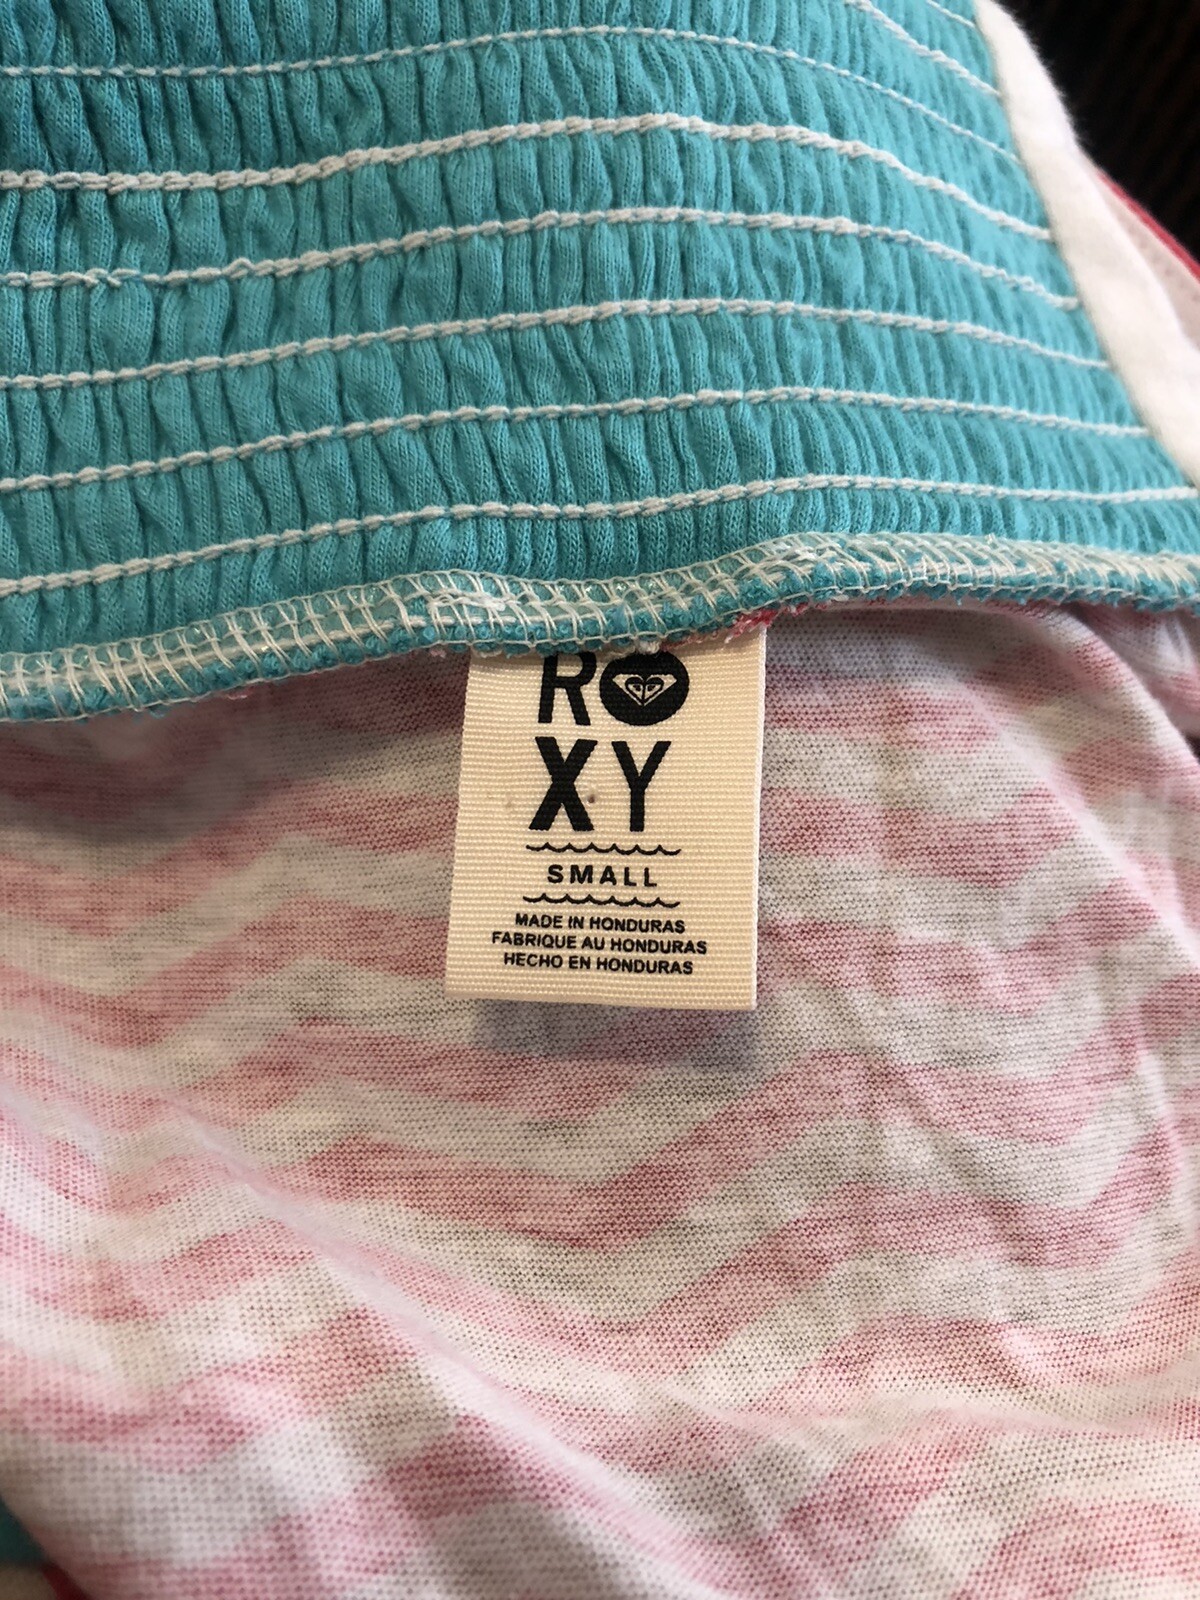 RO
XY
SMALL
MADE IN HONDURAS
FABRIQUE AU HONDURAS
HECHO EN HONDURAS